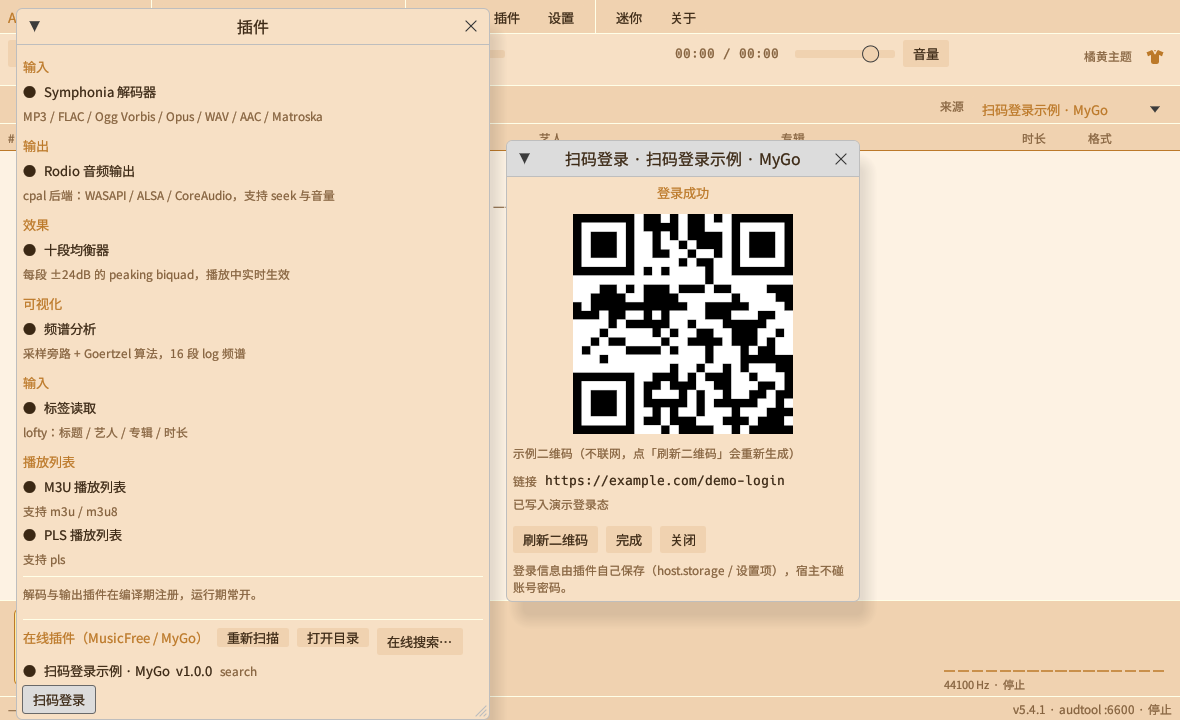 插件
设置
迷你
关于
00:00 / 00:00
音量
橘黄主题
来源
扫码登录示例 · MyGo
#
时长
格式
插件
输入
Symphonia 解码器
MP3 / FLAC / Ogg Vorbis / Opus / WAV / AAC / Matroska
输出
Rodio 音频输出
cpal 后端：WASAPI / ALSA / CoreAudio，支持 seek 与音量
效果
十段均衡器
每段 ±24dB 的 peaking biquad，播放中实时生效
可视化
频谱分析
采样旁路 + Goertzel 算法，16 段 log 频谱
输入
标签读取
lofty：标题 / 艺人 / 专辑 / 时长
播放列表
M3U 播放列表
支持 m3u / m3u8
PLS 播放列表
支持 pls
解码与输出插件在编译期注册，运行期常开。
在线插件（MusicFree / MyGo） 重新扫描 打开目录 在线搜索…
扫码登录示例 · MyGo v1.0.0 search
扫码登录
扫码登录 · 扫码登录示例 · MyGo
登录成功
示例二维码（不联网，点「刷新二维码」会重新生成）
链接 https://example.com/demo-login
已写入演示登录态
刷新二维码 完成 关闭
登录信息由插件自己保存（host.storage / 设置项），宿主不碰
账号密码。
44100 Hz · 停止
v5.4.1 · audtool :6600 · 停止